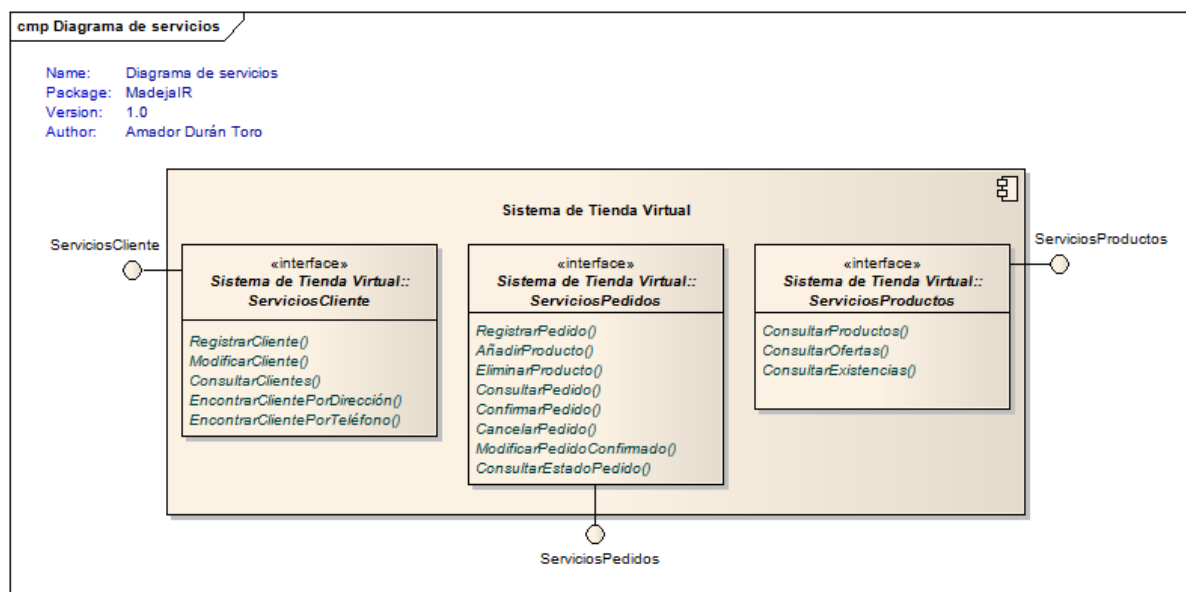 cmp Diagrama de servicios
Name: Diagrama de servicios
Package: MadejaIR
Version: 1.0
Author: Amador Durán Toro
Sistema de Tienda Virtual
ServiciosCliente
«interface»
Sistema de Tienda Virtual::
ServiciosCliente
RegistrarCliente()
ModificarCliente()
ConsultarClientes()
EncontrarClientePorDirección()
EncontrarClientePorTeléfono()
«interface»
Sistema de Tienda Virtual::
ServiciosPedidos
RegistrarPedido()
AñadirProducto()
EliminarProducto()
ConsultarPedido()
ConfirmarPedido()
CancelarPedido()
ModificarPedidoConfirmado()
ConsultarEstadoPedido()
«interface»
Sistema de Tienda Virtual::
ServiciosProductos
ConsultarProductos()
ConsultarOfertas()
ConsultarExistencias()
ServiciosProductos
ServiciosPedidos